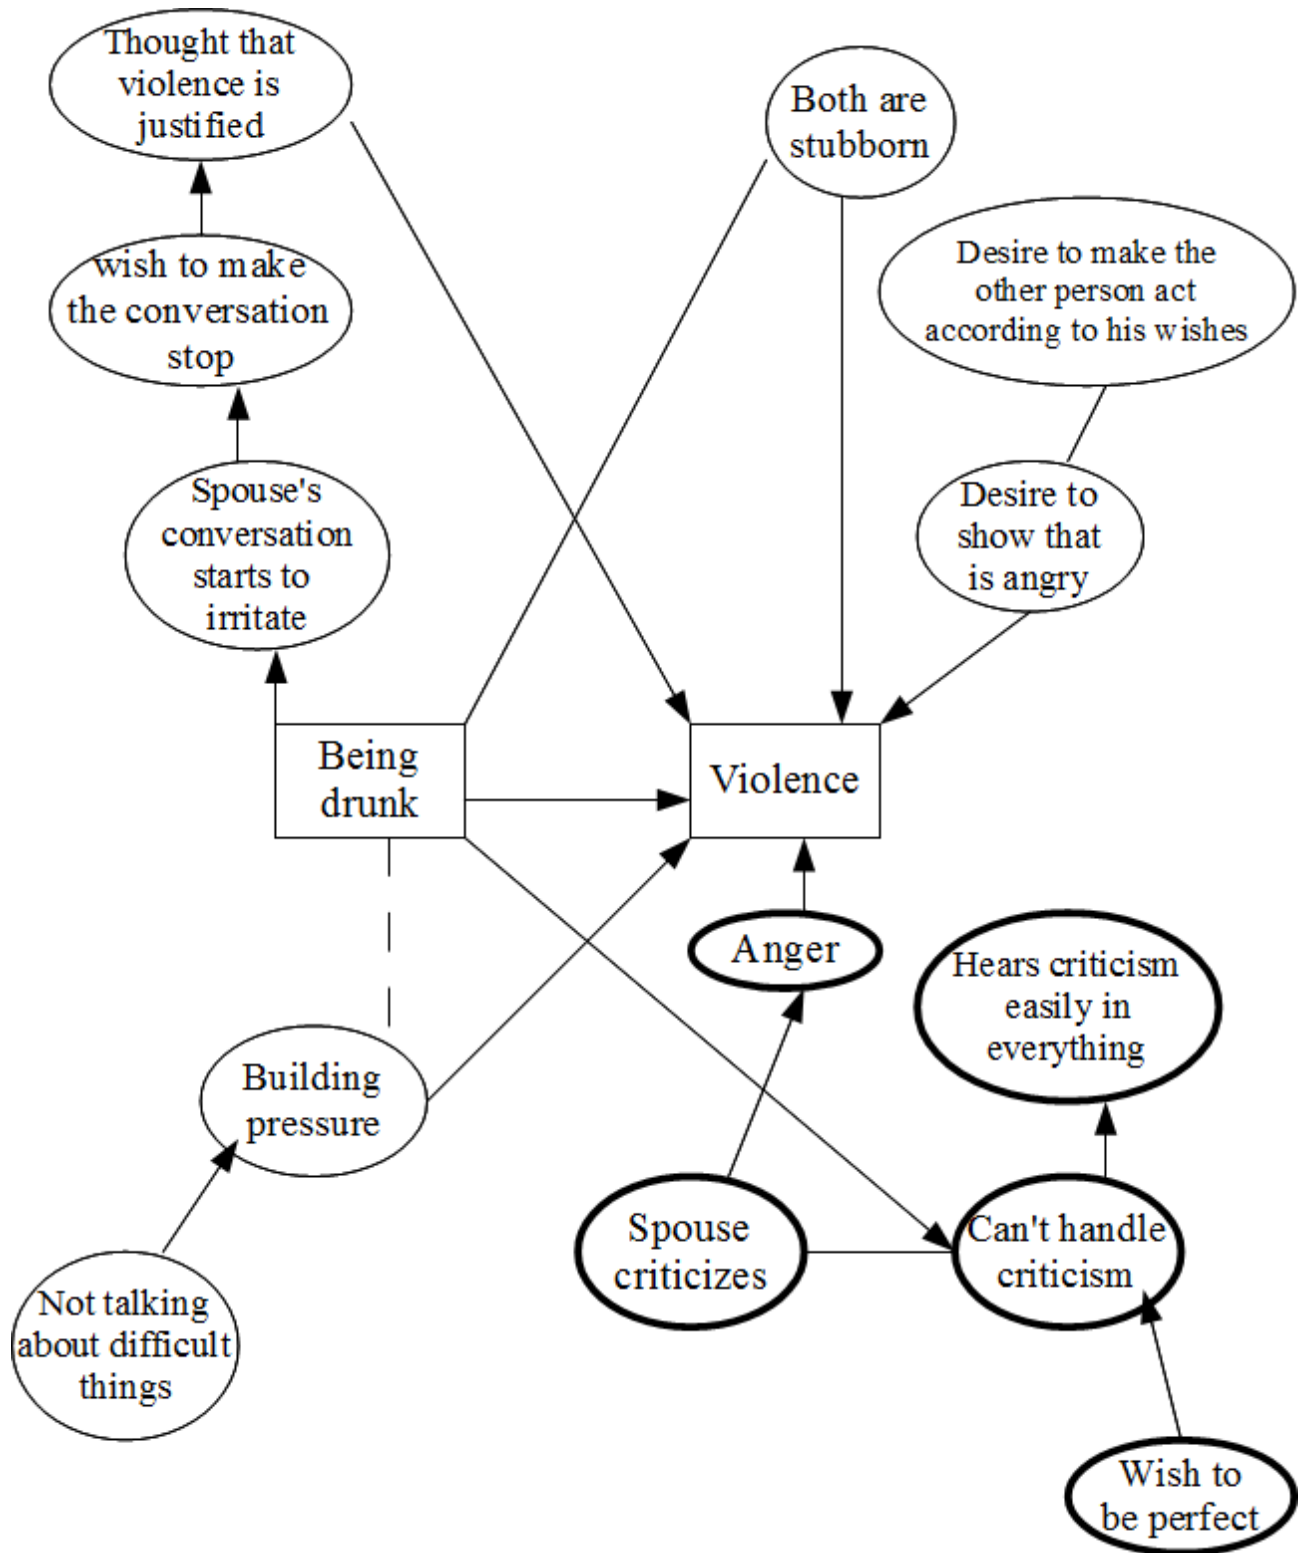 Thought that
violence is
justified
Both are
stubborn
wish to make
the conversation
stop
Desire to make the
other person act
according to his wishes
Spouse's
conversation
starts to
irritate
Desire to
show that
is angry
Being
drunk
Violence
Anger
Hears criticism
easily in
everything
Building
pressure
Spouse
criticizes
Can't handle
criticism
Not talking
about difficult
things
Wish to
be perfect